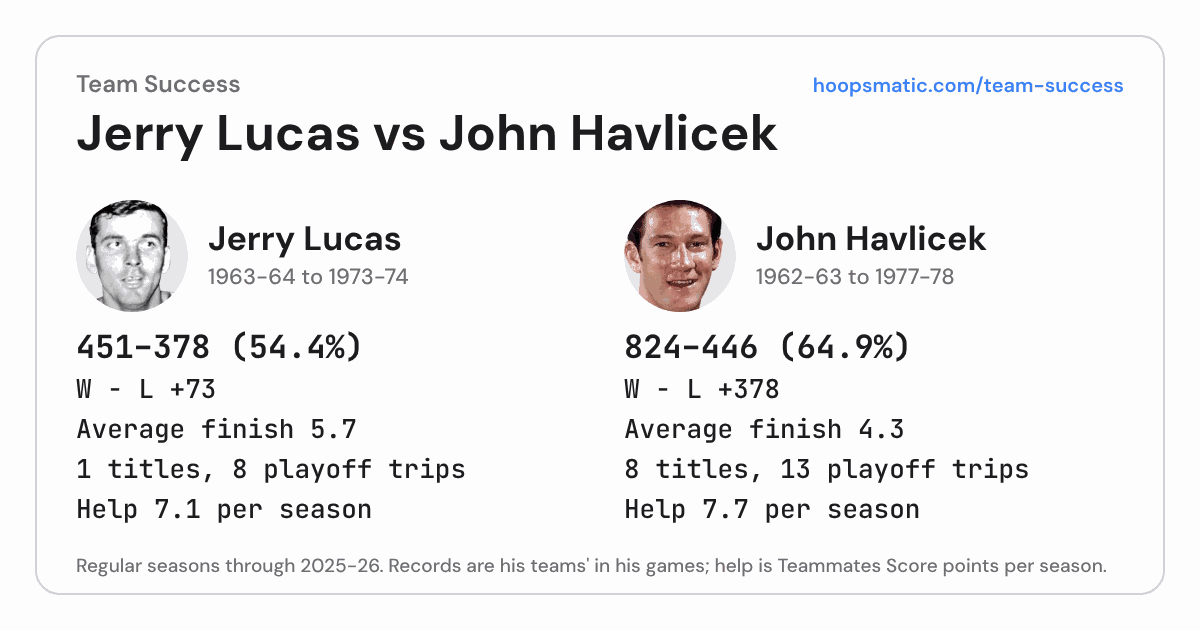 Team Success
hoopsmatic.com/team-success
Jerry Lucas vs John Havlicek
Jerry Lucas
1963-64 to 1973-74
451-378 (54.4%)
W - L +73
Average finish 5.7
1 titles, 8 playoff trips
Help 7.1 per season
John Havlicek
1962-63 to 1977-78
824-446 (64.9%)
W - L +378
Average finish 4.3
8 titles, 13 playoff trips
Help 7.7 per season
Regular seasons through 2025-26. Records are his teams' in his games; help is Teammates Score points per season.